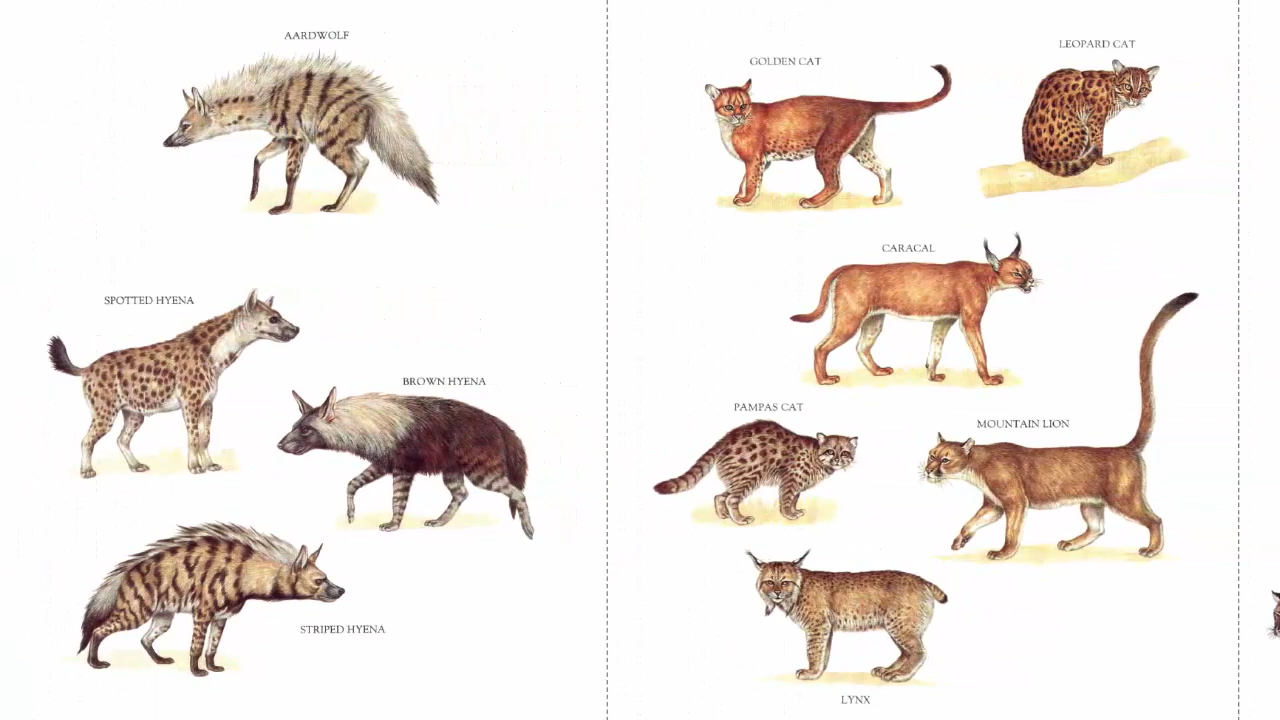 AARDWOLF
SPOTTED HYENA
BROWN HYENA
STRIPED HYENA
GOLDEN CAT
LEOPARD CAT
CARACAL
PAMPAS CAT
MOUNTAIN LION
LYNX